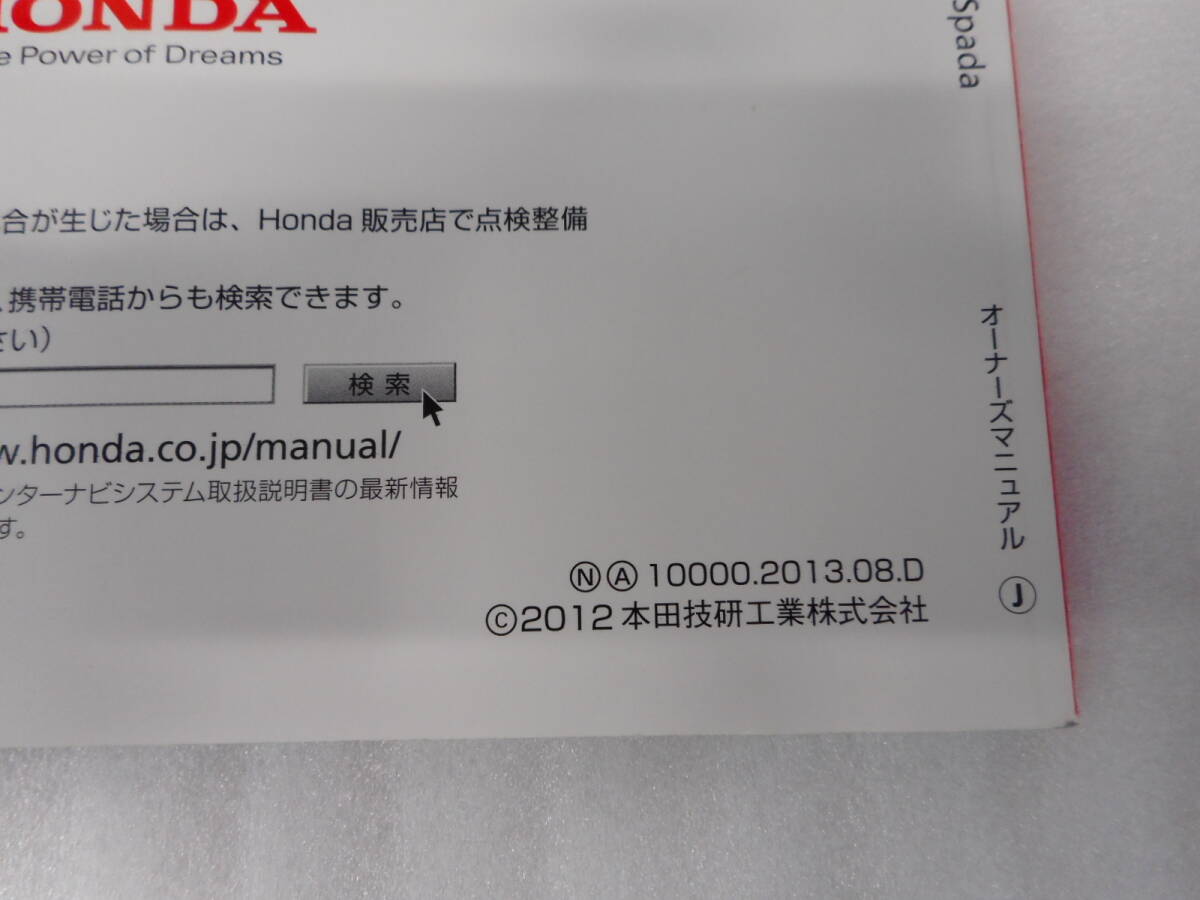 HONDA
e Power of Dreams
合が生じた場合は、Honda 販売店で点検整備
携帯電話からも検索できます。
さい）
検 索
w.honda.co.jp/manual/
ンターナビシステム取扱説明書の最新情報
す。
Ⓝ Ⓐ 10000.2013.08.D
©2012 本田技研工業株式会社
Spada
オーナーズマニュアル Ⓙ